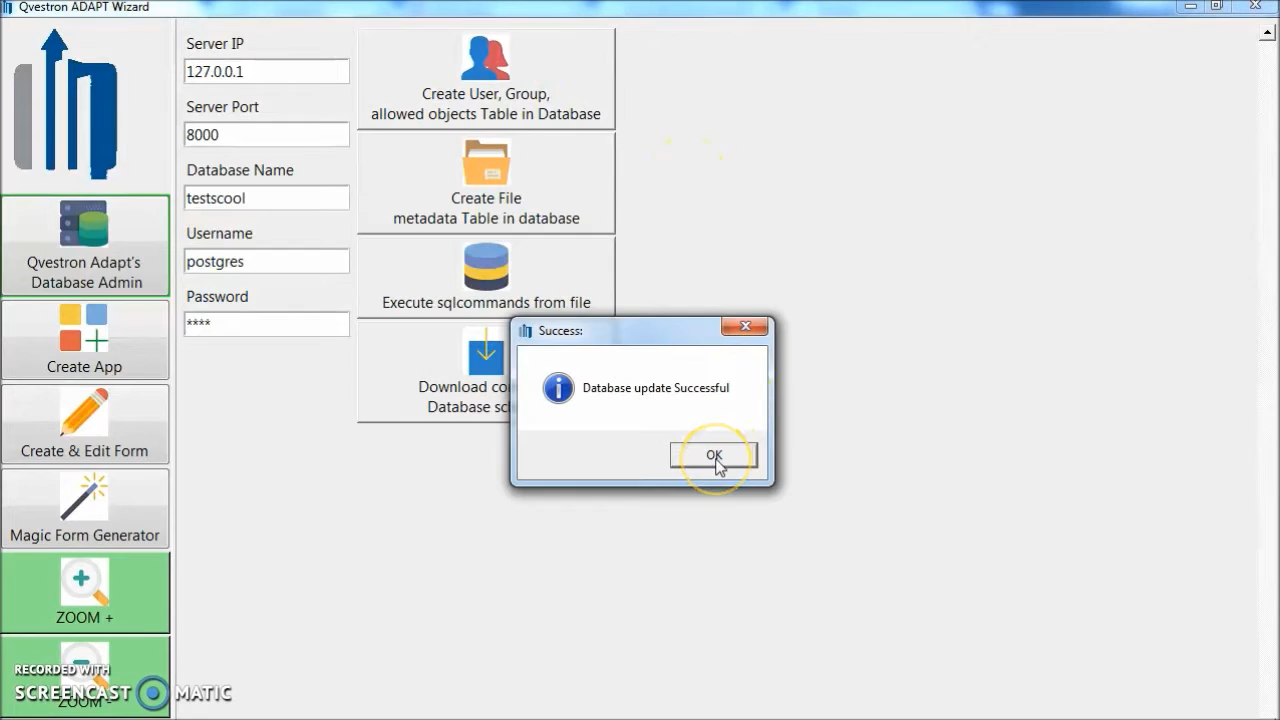 Qvestron ADAPT Wizard
Server IP
127.0.0.1
Server Port
8000
Database Name
testscool
Username
postgres
Password
****
Create User, Group,
allowed objects Table in Database
Create File
metadata Table in database
Execute sqlcommands from file
Download
Database
Qvestron Adapt's
Database Admin
Create App
Create & Edit Form
Magic Form Generator
ZOOM +
ZOOM -
Success:
Database update Successful
OK
RECORDED WITH
SCREENCAST MATIC